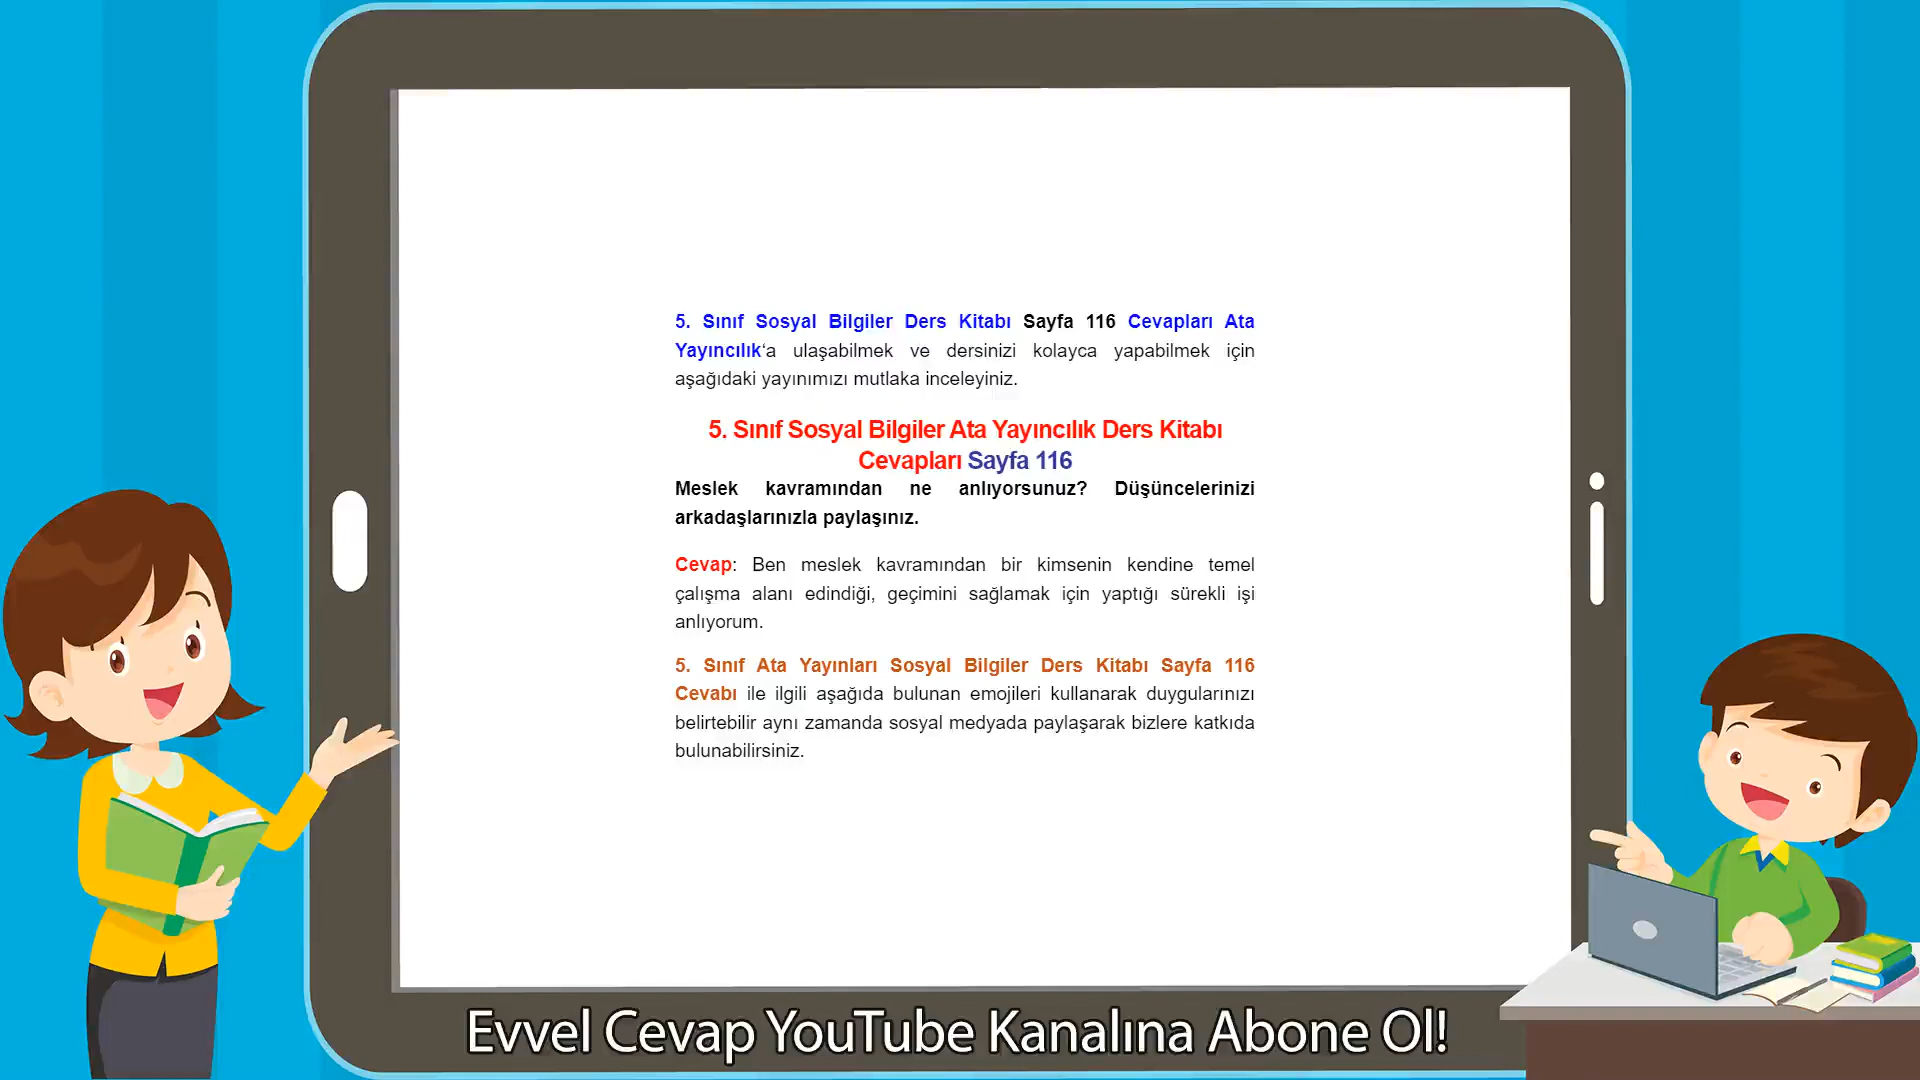 5. Sınıf Sosyal Bilgiler Ders Kitabı Sayfa 116 Cevapları Ata
Yayıncılık‘a ulaşabilmek ve dersinizi kolayca yapabilmek için
aşağıdaki yayınımızı mutlaka inceleyiniz.
5. Sınıf Sosyal Bilgiler Ata Yayıncılık Ders Kitabı
Cevapları Sayfa 116
Meslek kavramından ne anlıyorsunuz? Düşüncelerinizi
arkadaşlarınızla paylaşınız.
Cevap: Ben meslek kavramından bir kimsenin kendine temel
çalışma alanı edindiği, geçimini sağlamak için yaptığı sürekli işi
anlıyorum.
5. Sınıf Ata Yayınları Sosyal Bilgiler Ders Kitabı Sayfa 116
Cevabı ile ilgili aşağıda bulunan emojileri kullanarak duygularınızı
belirtebilir aynı zamanda sosyal medyada paylaşarak bizlere katkıda
bulunabilirsiniz.
Evvel Cevap YouTube Kanalına Abone Ol!